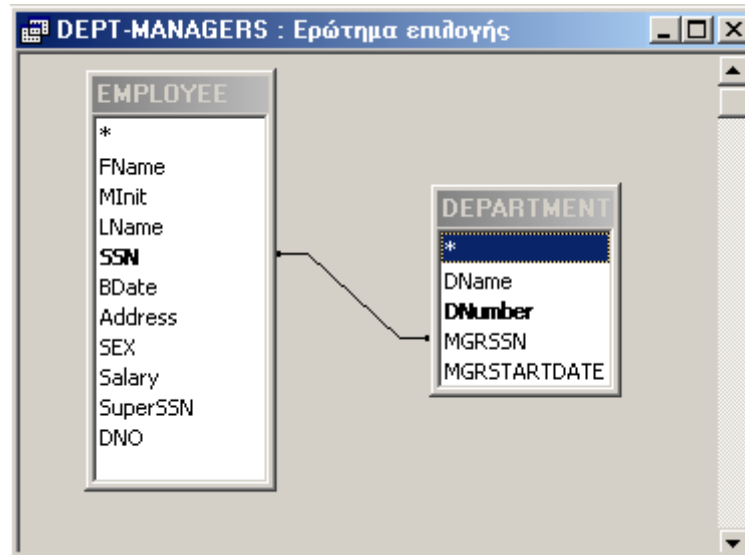 DEPT-MANAGERS : Ερώτημα επιλογής
EMPLOYEE
*
FName
MInit
LName
SSN
BDate
Address
SEX
Salary
SuperSSN
DNO
DEPARTMENT
*
DName
DNumber
MGRSSN
MGRSTARTDATE